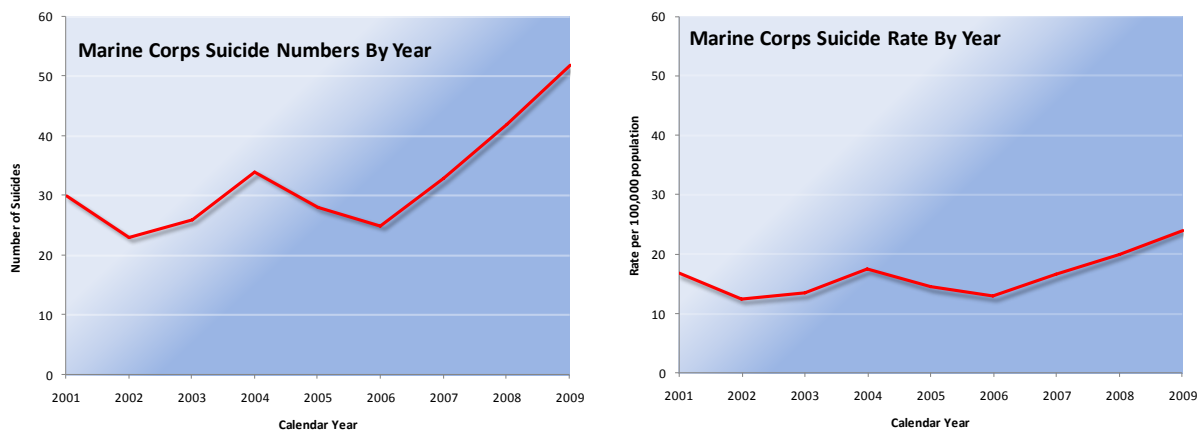 Marine Corps Suicide Numbers By Year
Number of Suicides
60
50
40
30
20
10
0
2001 2002 2003 2004 2005 2006 2007 2008 2009
Calendar Year
Marine Corps Suicide Rate By Year
Rate per 100,000 population
60
50
40
30
20
10
0
2001 2002 2003 2004 2005 2006 2007 2008 2009
Calendar Year